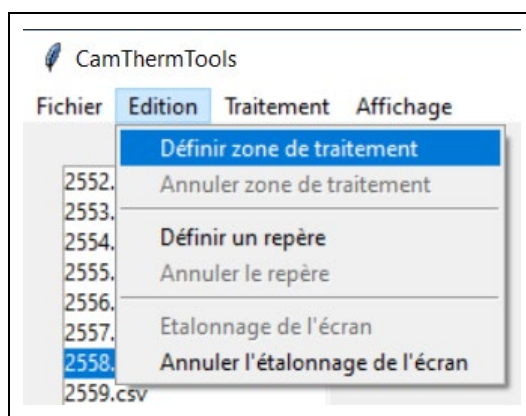 CamThermTools
Fichier Edition Traitement Affichage
Définir zone de traitement
2552.
Annuler zone de traitement
2553.
2554.
Définir un repère
2555.
Annuler le repère
2556.
2557.
Etalonnage de l'écran
2558.
Annuler l'étalonnage de l'écran
2559.csv